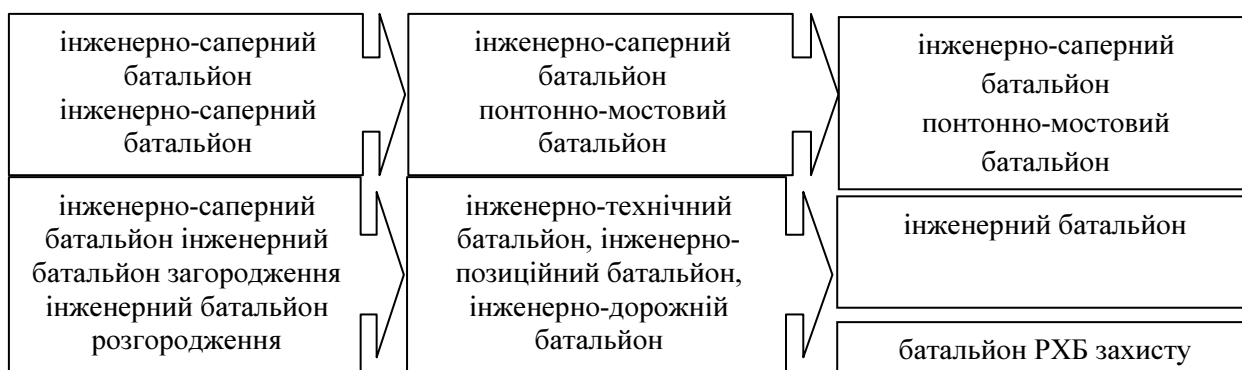 інженерно-саперний
батальйон
інженерно-саперний
батальйон
інженерно-саперний
батальйон
понтонно-мостовий
батальйон
інженерно-саперний
батальйон
понтонно-мостовий
батальйон
інженерно-саперний
батальйон інженерний
батальйон загородження
інженерний батальйон
розгородження
інженерно-технічний
батальйон, інженерно-
позиційний батальйон,
інженерно-дорожній
батальйон
інженерний батальйон
батальйон РХБ захисту